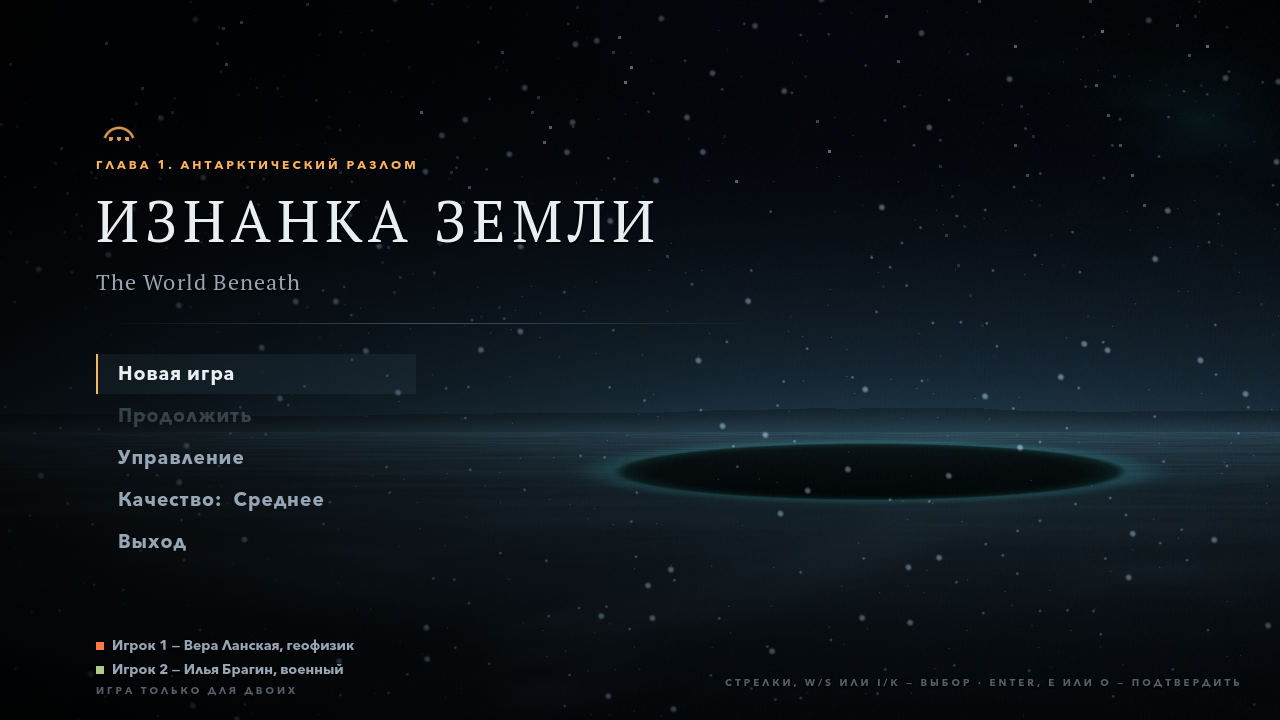 ГЛАВА 1. АНТАРКТИЧЕСКИЙ РАЗЛОМ
ИЗНАНКА ЗЕМЛИ
The World Beneath
Новая игра
Продолжить
Управление
Качество: Среднее
Выход
Игрок 1 – Вера Ланская, геофизик
Игрок 2 – Илья Брагин, военный
ИГРА ТОЛЬКО ДЛЯ ДВОИХ
СТРЕЛКИ, W/S ИЛИ I/K – ВЫБОР · ENTER, E ИЛИ O – ПОДТВЕРДИТЬ